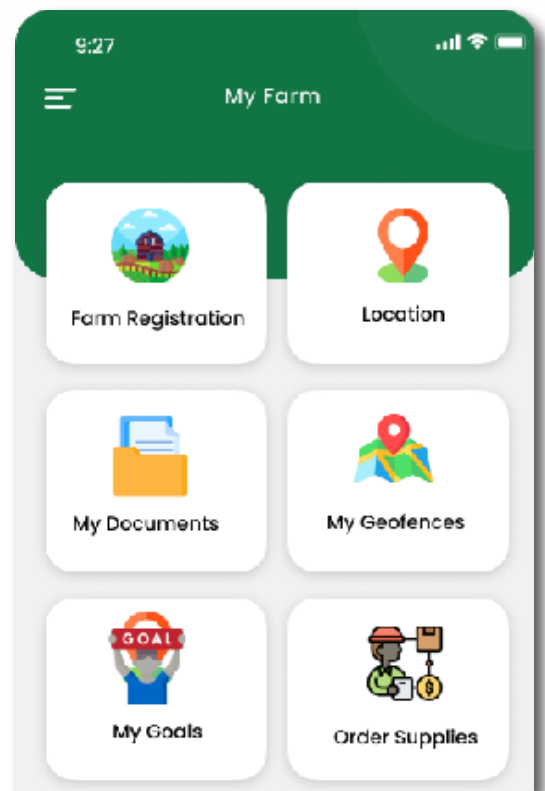 9:27
My Farm
Farm Registration
Location
My Documents
My Geofences
GOAL
My Goals
Order Supplies